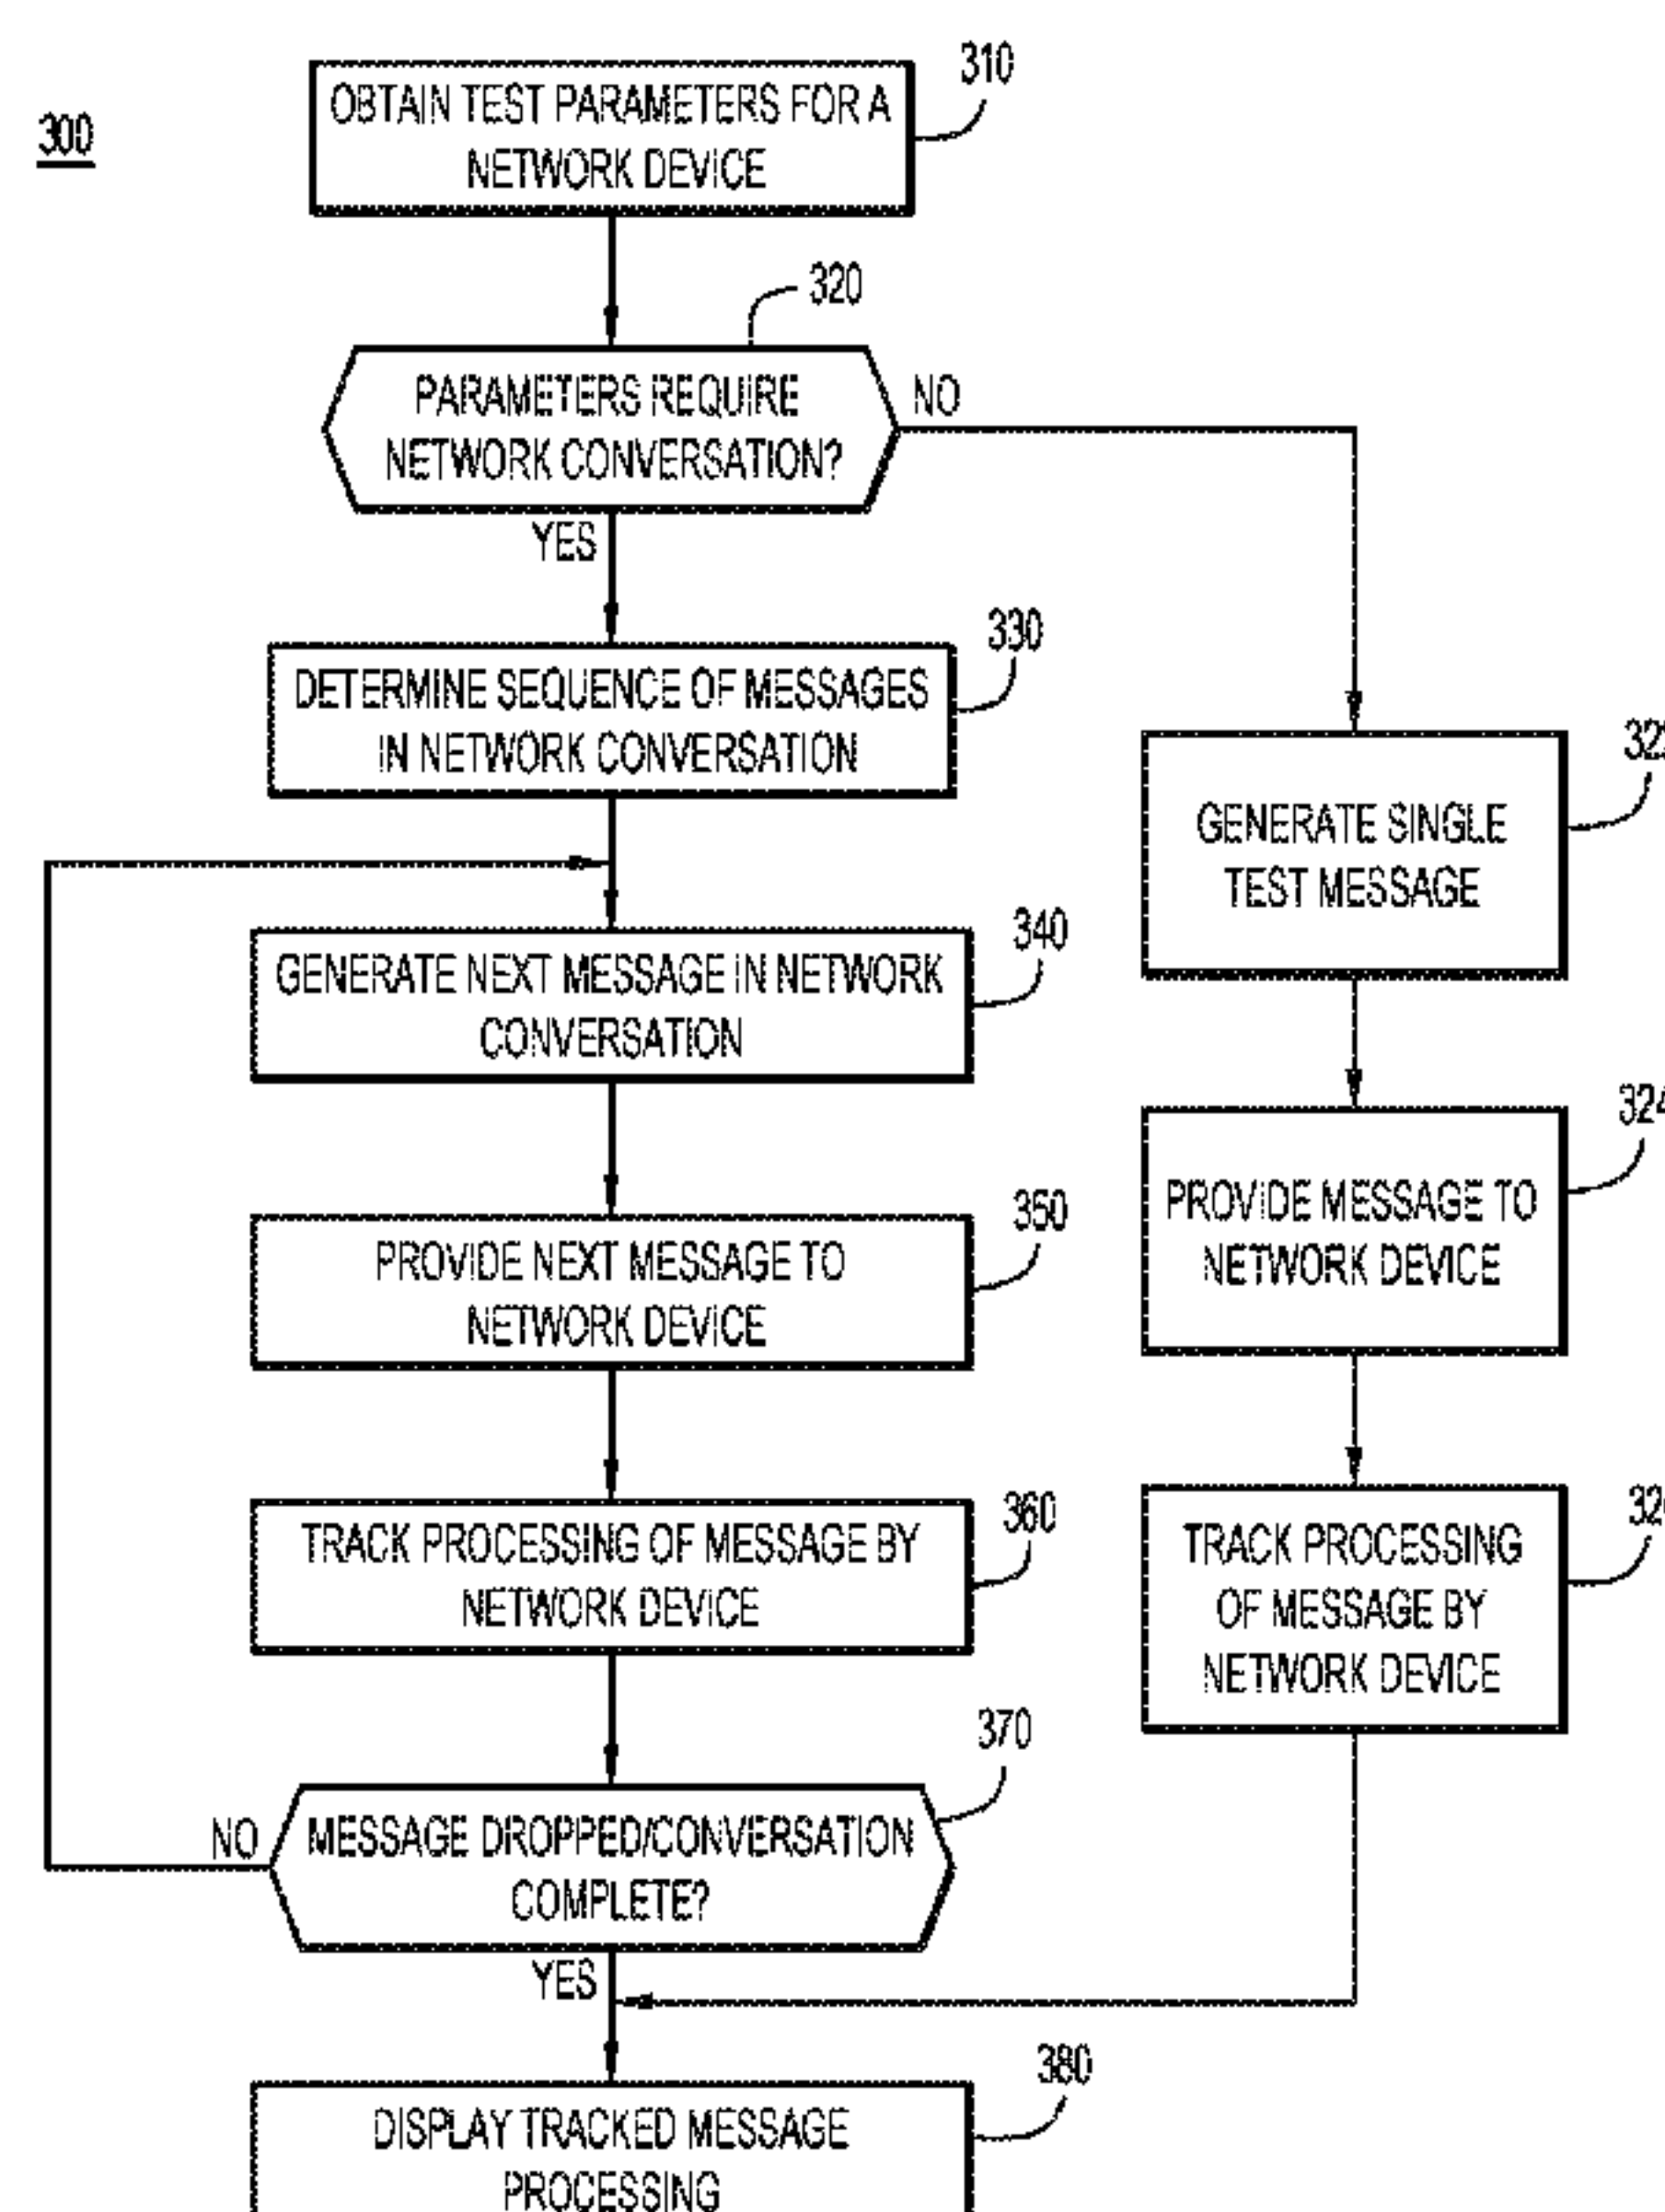 300
310
OBTAIN TEST PARAMETERS FOR A
NETWORK DEVICE
320
PARAMETERS REQUIRE
NETWORK CONVERSATION?
NO
YES
330
DETERMINE SEQUENCE OF MESSAGES
IN NETWORK CONVERSATION
GENERATE SINGLE
TEST MESSAGE
340
GENERATE NEXT MESSAGE IN NETWORK
CONVERSATION
324
PROVIDE MESSAGE TO
NETWORK DEVICE
350
PROVIDE NEXT MESSAGE TO
NETWORK DEVICE
360
TRACK PROCESSING OF MESSAGE BY
NETWORK DEVICE
TRACK PROCESSING
OF MESSAGE BY
NETWORK DEVICE
370
NO
MESSAGE DROPPED/CONVERSATION
COMPLETE?
YES
380
DISPLAY TRACKED MESSAGE
PROCESSING